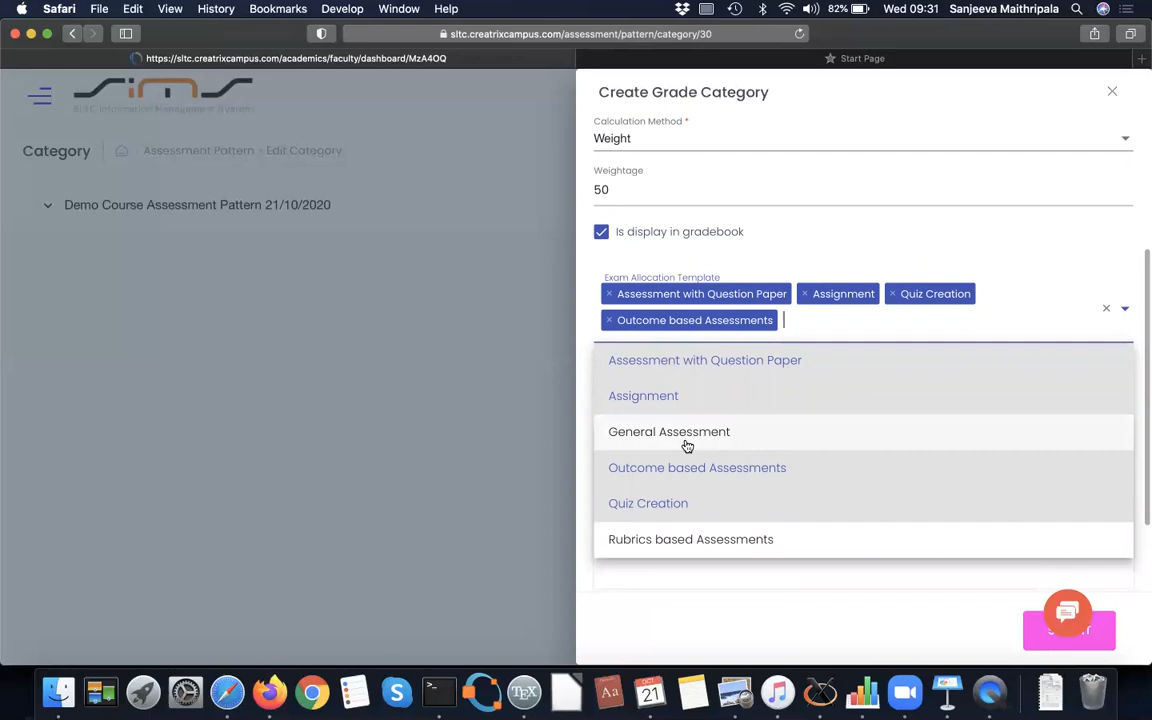 Safari File Edit View History Bookmarks Develop Window Help 82% Wed 09:31 Sanjeeva Maithripala
sltc.creatrixcampus.com/assessment/pattern/category/30
https://sltc.creatrixcampus.com/academics/faculty/dashboard/MzA4OQ
Start Page
SIMS
SLTC Information Management System
Category Assessment Pattern - Edit Category
Demo Course Assessment Pattern 21/10/2020
Create Grade Category
Calculation Method *
Weight
Weightage
50
Is display in gradebook
Exam Allocation Template
× Assessment with Question Paper × Assignment × Quiz Creation
× Outcome based Assessments
Assessment with Question Paper
Assignment
General Assessment
Outcome based Assessments
Quiz Creation
Rubrics based Assessments
OCT
21